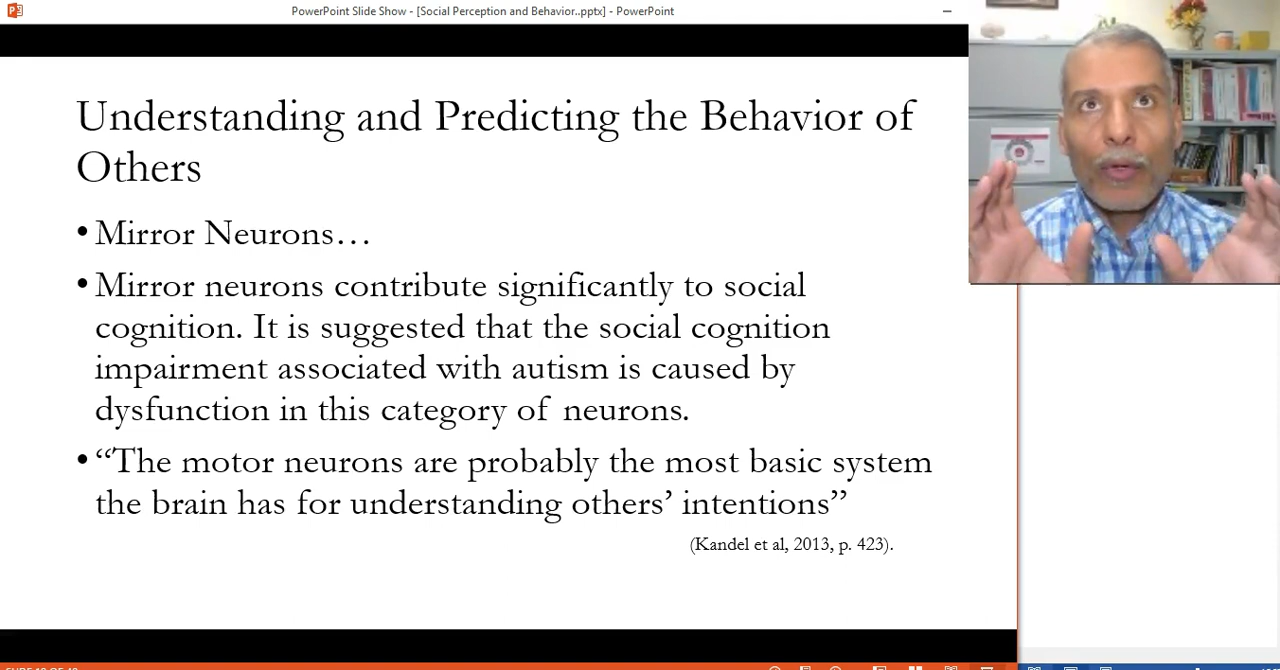 PowerPoint Slide Show - [Social Perception and Behavior..pptx] - PowerPoint
Understanding and Predicting the Behavior of
Others
• Mirror Neurons…
• Mirror neurons contribute significantly to social
cognition. It is suggested that the social cognition
impairment associated with autism is caused by
dysfunction in this category of neurons.
• “The motor neurons are probably the most basic system
the brain has for understanding others’ intentions”
(Kandel et al, 2013, p. 423).